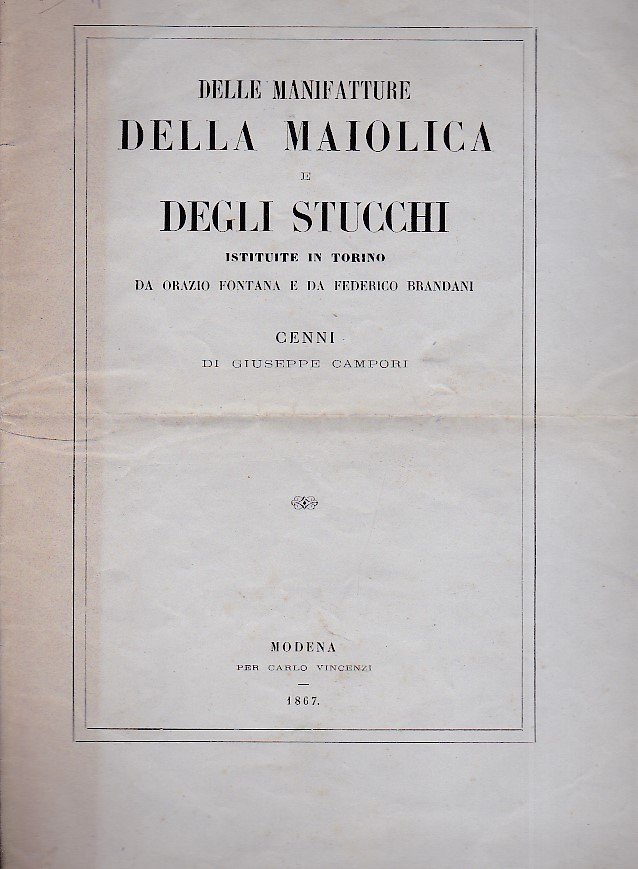 DELLE MANIFATTURE
DELLA MAIOLICA
E
DEGLI STUCCHI
ISTITUITE IN TORINO
DA ORAZIO FONTANA E DA FEDERICO BRANDANI
CENNI
DI GIUSEPPE CAMPORI
MODENA
PER CARLO VINCENZI
—
1867.